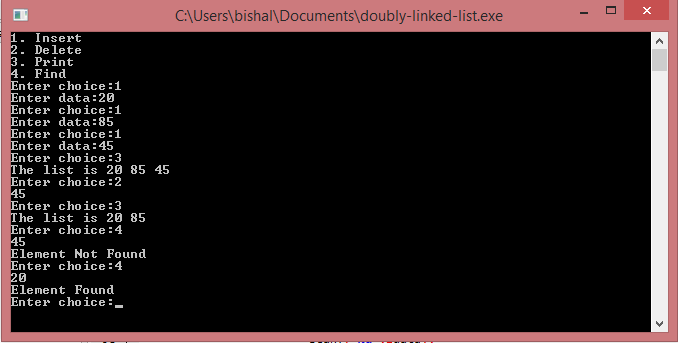 C:\Users\bishal\Documents\doubly-linked-list.exe
1. Insert
2. Delete
3. Print
4. Find
Enter choice:1
Enter data:20
Enter choice:1
Enter data:85
Enter choice:1
Enter data:45
Enter choice:3
The list is 20 85 45
Enter choice:2
45
Enter choice:3
The list is 20 85
Enter choice:4
45
Element Not Found
Enter choice:4
20
Element Found
Enter choice:_